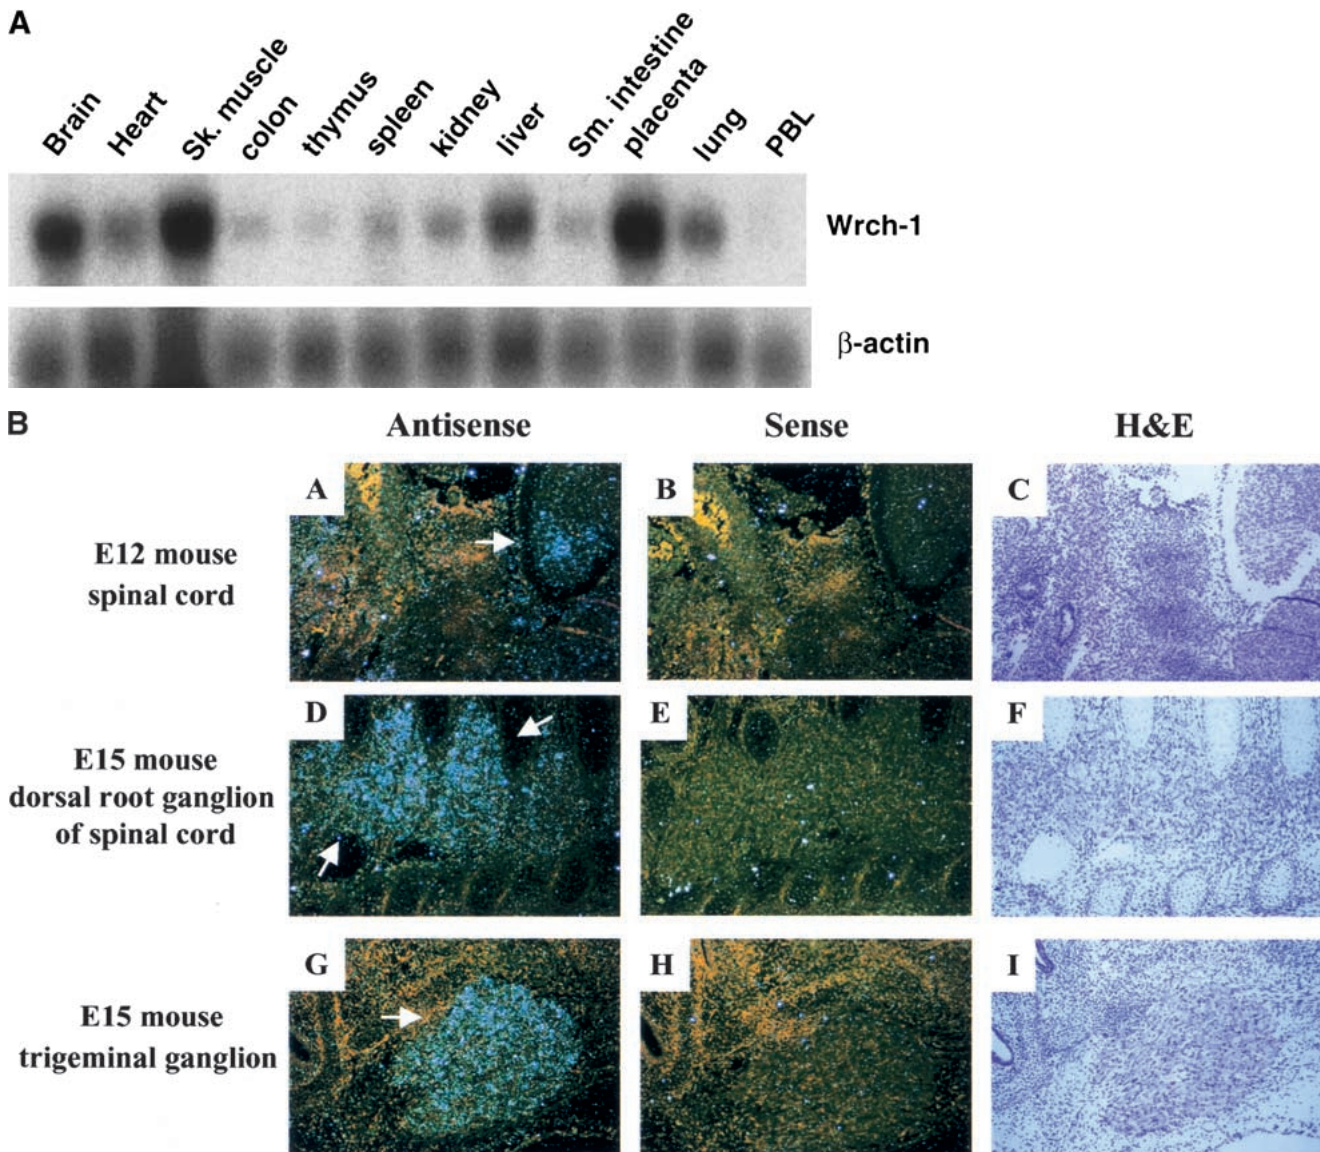 A
Brain
Heart
Sk. muscle
colon
thymus
spleen
kidney
liver
Sm. intestine
placenta
lung
PBL
Wrch-1
β-actin
B
Antisense
Sense
H&E
E12 mouse
spinal cord
A
B
C
E15 mouse
dorsal root ganglion
of spinal cord
D
E
F
E15 mouse
trigeminal ganglion
G
H
I